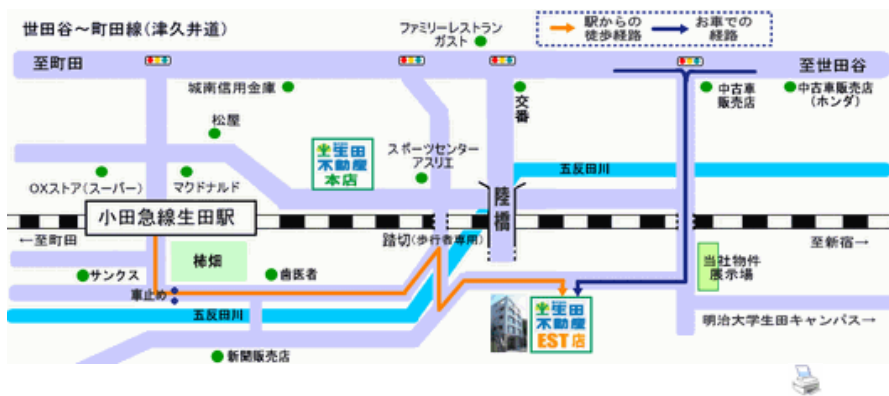 世田谷～町田線(津久井道)
ファミリーレストラン
ガスト
駅からの
徒歩経路
お車での
経路
至町田
至世田谷
城南信用金庫
交番
中古車
販売店
中古車販売店
(ホンダ)
松屋
生田
不動産
本店
スポーツセンター
アスリエ
五反田川
OXストア(スーパー)
マクドナルド
陸橋
小田急線生田駅
←至町田
踏切(歩行者専用)
至新宿→
柿畑
サンクス
歯医者
当社物件
展示場
車止め
五反田川
生田
不動産
EST店
明治大学生田キャンパス→
新聞販売店